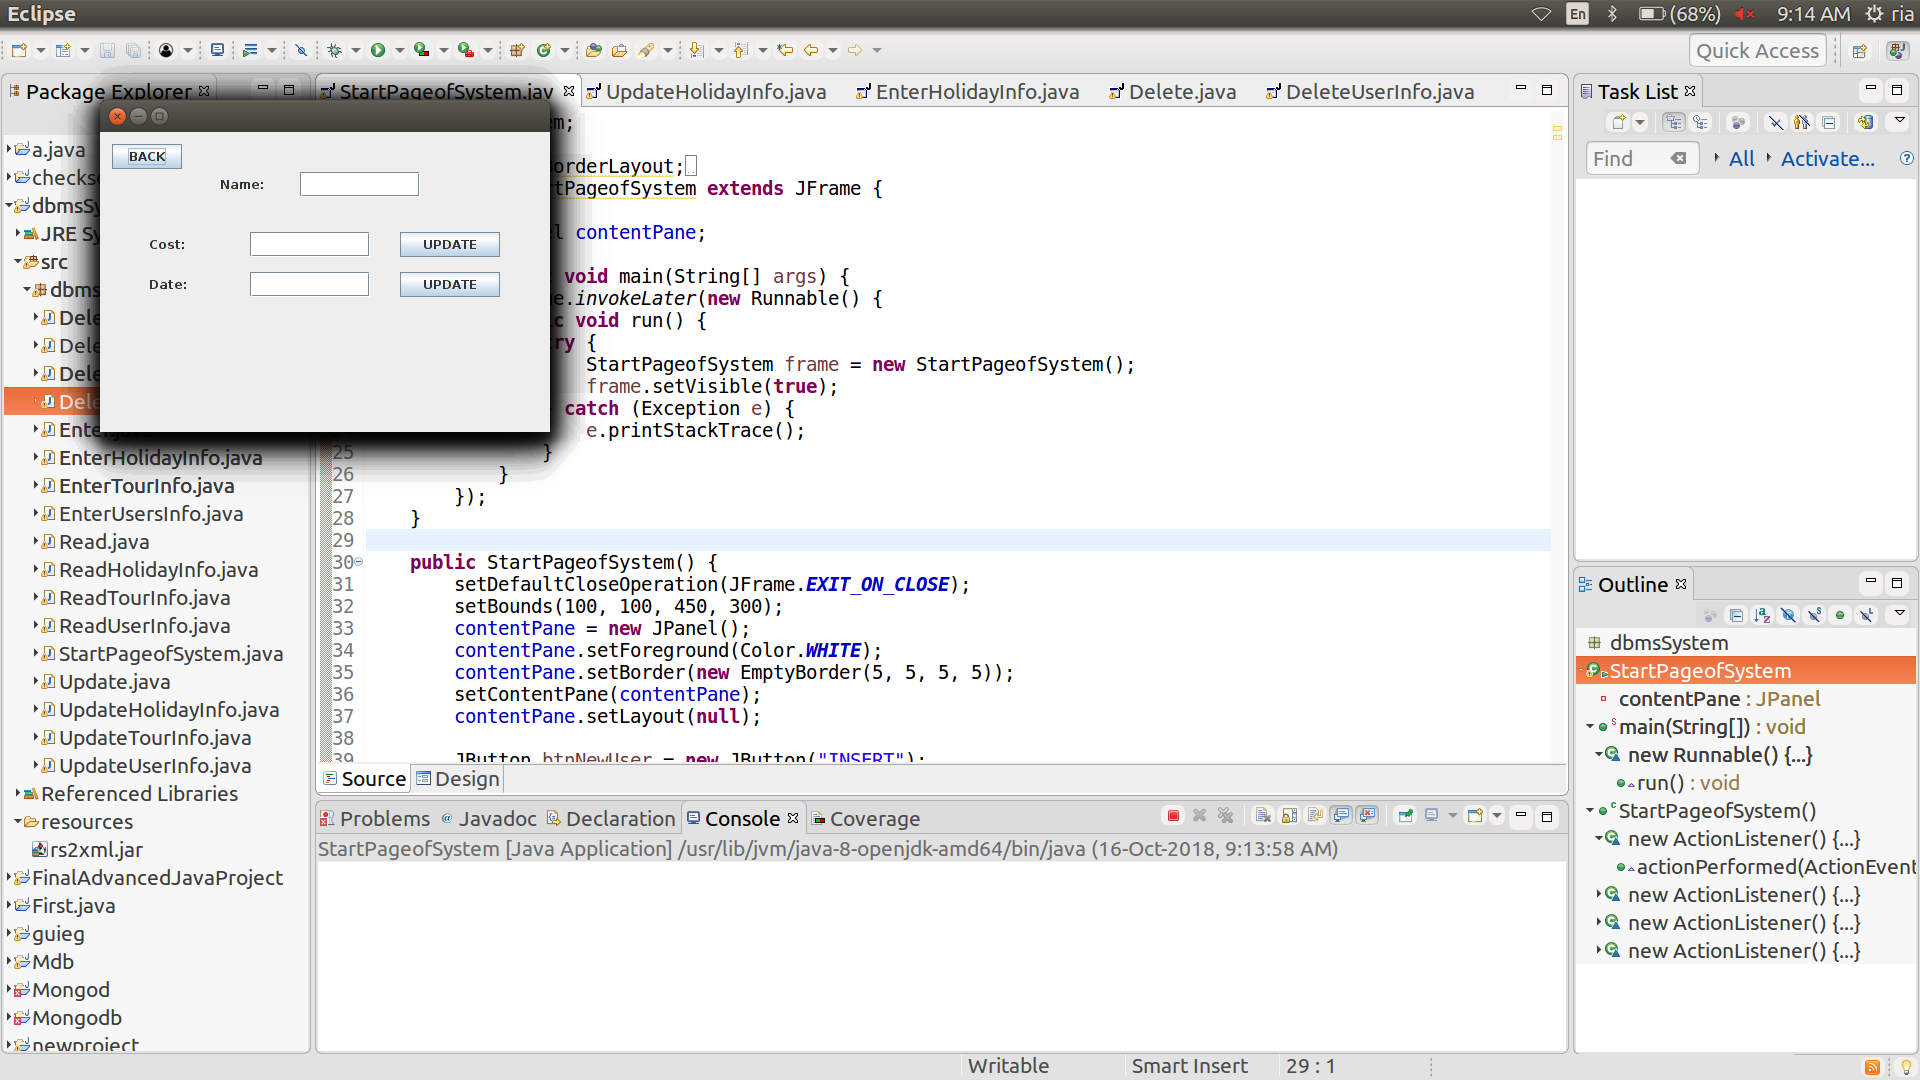 Eclipse
En
(68%)
9:14 AM
ria
Quick Access
Package Explorer
StartPageofSystem.jav
UpdateHolidayInfo.java
EnterHolidayInfo.java
Delete.java
DeleteUserInfo.java
Task List
Find
All
Activate...
a.java
dbmsSy
JRE Sy
src
dbms
Dele
Dele
Dele
Dele
Enter.java
EnterHolidayInfo.java
EnterTourInfo.java
EnterUsersInfo.java
Read.java
ReadHolidayInfo.java
ReadTourInfo.java
ReadUserInfo.java
StartPageofSystem.java
Update.java
UpdateHolidayInfo.java
UpdateTourInfo.java
UpdateUserInfo.java
Referenced Libraries
resources
rs2xml.jar
FinalAdvancedJavaProject
First.java
guieg
Mdb
Mongod
Mongodb
newproject
BACK
Name:
Cost:
UPDATE
Date:
UPDATE
em;
orderLayout;
tPageofSystem extends JFrame {
l contentPane;
void main(String[] args) {
e.invokeLater(new Runnable() {
c void run() {
ry {
StartPageofSystem frame = new StartPageofSystem();
frame.setVisible(true);
catch (Exception e) {
e.printStackTrace();
25 }
26 }
27 });
28 }
29
30 public StartPageofSystem() {
31 setDefaultCloseOperation(JFrame.EXIT_ON_CLOSE);
32 setBounds(100, 100, 450, 300);
33 contentPane = new JPanel();
34 contentPane.setForeground(Color.WHITE);
35 contentPane.setBorder(new EmptyBorder(5, 5, 5, 5));
36 setContentPane(contentPane);
37 contentPane.setLayout(null);
38
39 JButton btnNewUser = new JButton("INSERT");
Source
Design
Problems
@ Javadoc
Declaration
Console
Coverage
StartPageofSystem [Java Application] /usr/lib/jvm/java-8-openjdk-amd64/bin/java (16-Oct-2018, 9:13:58 AM)
Outline
dbmsSystem
StartPageofSystem
contentPane : JPanel
main(String[]) : void
new Runnable() {...}
run() : void
StartPageofSystem()
new ActionListener() {...}
actionPerformed(ActionEvent
new ActionListener() {...}
new ActionListener() {...}
new ActionListener() {...}
Writable
Smart Insert
29 : 1